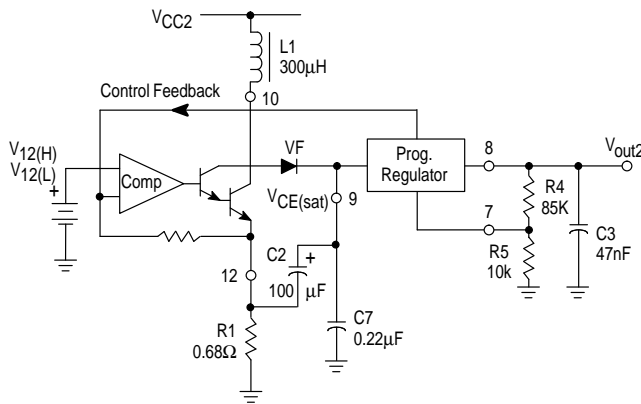 VCC2
L1
300µH
Control Feedback
10
V12(H)
V12(L)
+
Comp
VF
Prog.
Regulator
8
Vout2
VCE(sat)
9
7
R4
85K
R5
10k
C3
47nF
12
C2
+
100 µF
R1
0.68Ω
C7
0.22µF